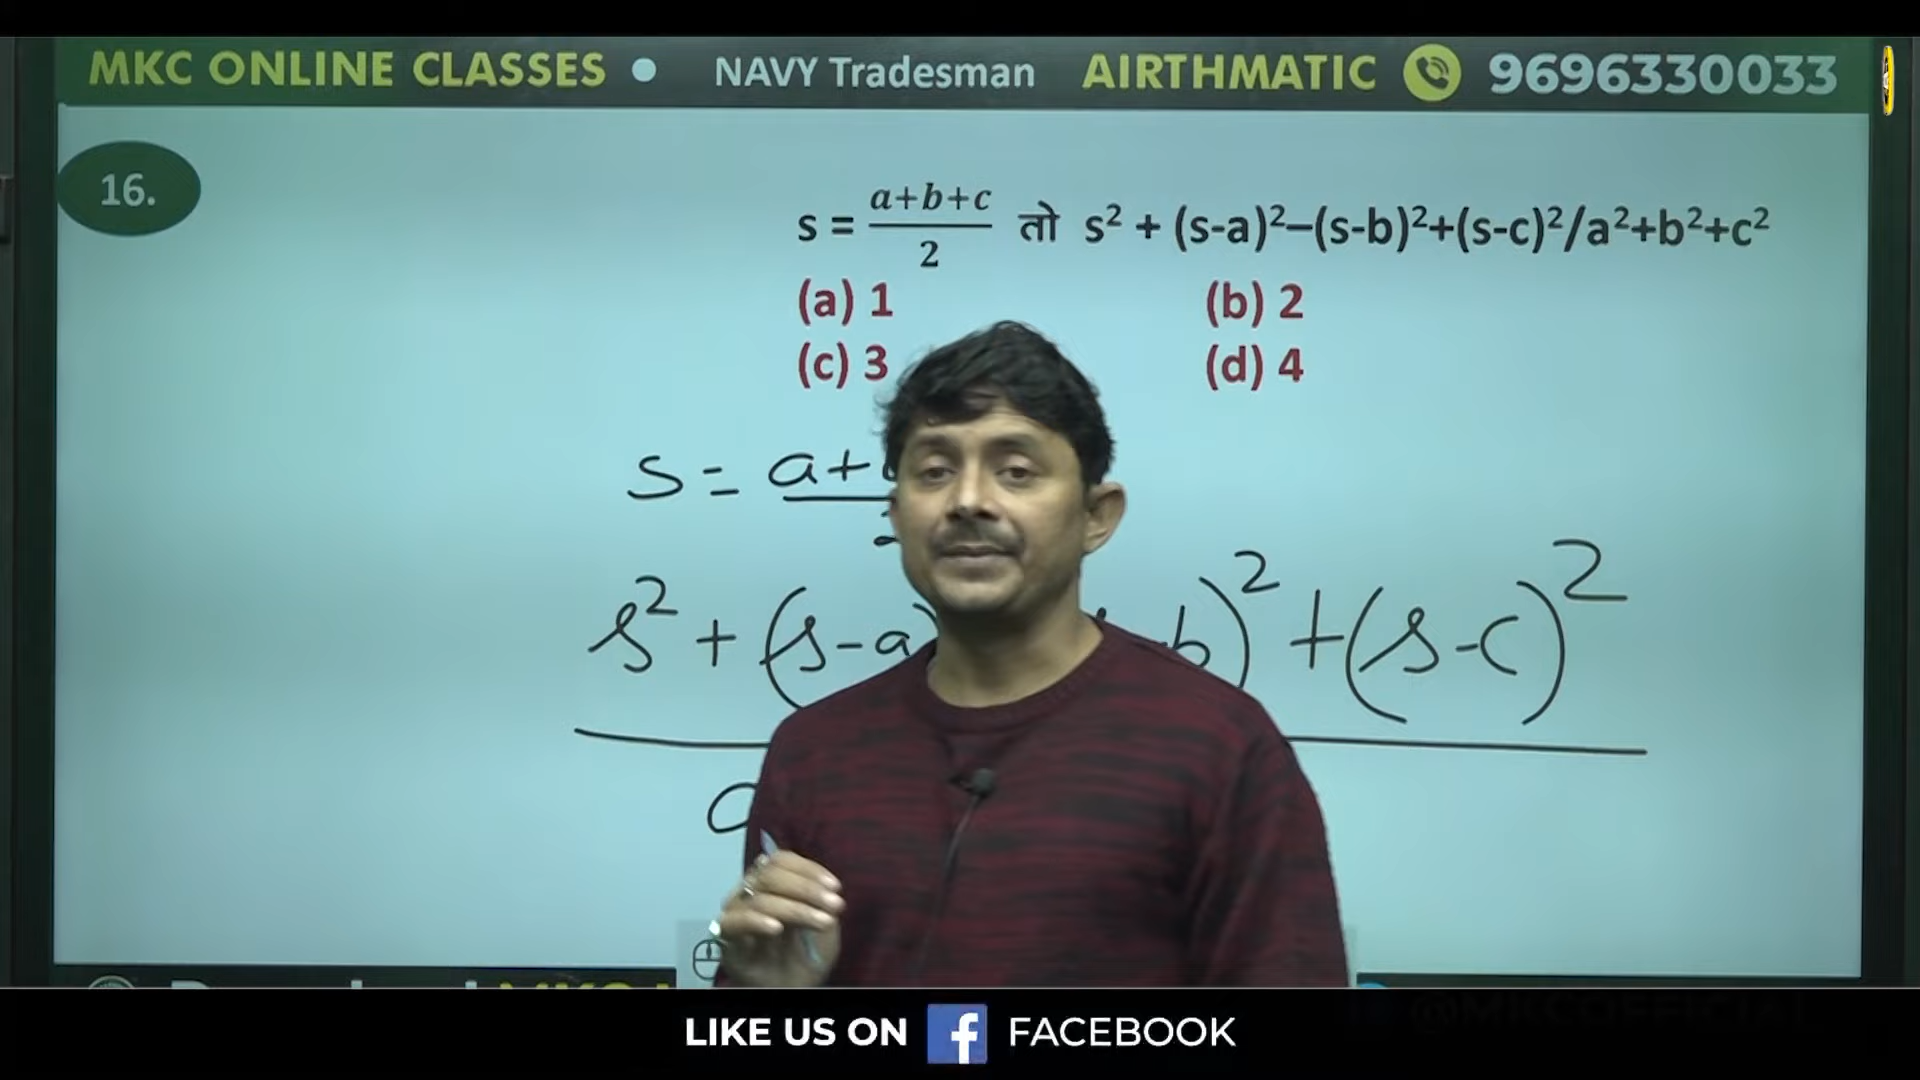 MKC ONLINE CLASSES • NAVY Tradesman AIRTHMATIC 9696330033
16.
s = a+b+c/2 तो s²+ (s-a)²–(s-b)²+(s-c)²/a²+b²+c²
(a) 1 (b) 2
(c) 3 (d) 4
s = a+
s² + (s-a b)² + (s-c)²
LIKE US ON f FACEBOOK